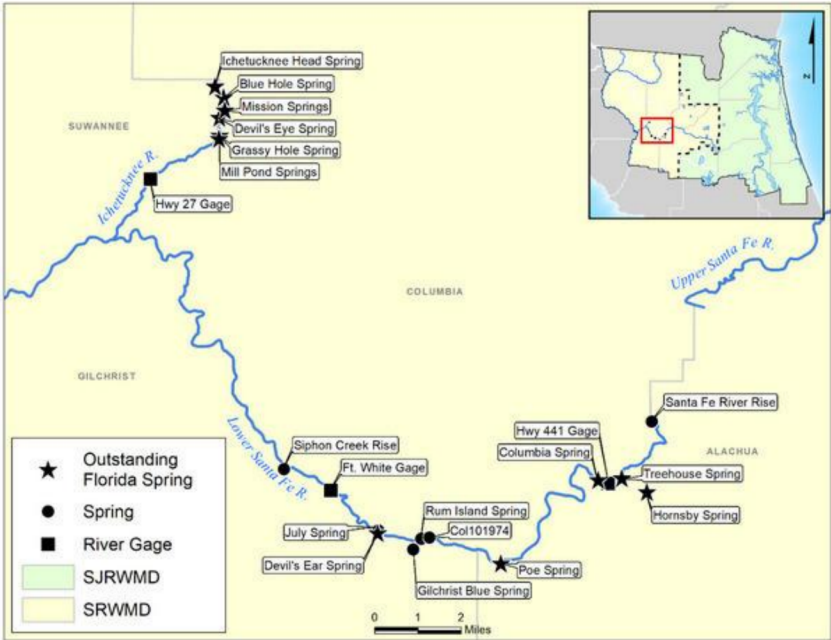 Ichetucknee Head Spring
Blue Hole Spring
Mission Springs
Devil's Eye Spring
Grassy Hole Spring
Mill Pond Springs
SUWANNEE
Ichetucknee R.
Hwy 27 Gage
N
Upper Santa Fe R.
COLUMBIA
GILCHRIST
Santa Fe River Rise
Hwy 441 Gage
Columbia Spring
ALACHUA
Treehouse Spring
Hornsby Spring
Lower Santa Fe R.
Siphon Creek Rise
Ft. White Gage
Rum Island Spring
July Spring
Col101974
Devil's Ear Spring
Poe Spring
Gilchrist Blue Spring
Outstanding
Florida Spring
Spring
River Gage
SJRWMD
SRWMD
0 1 2
Miles